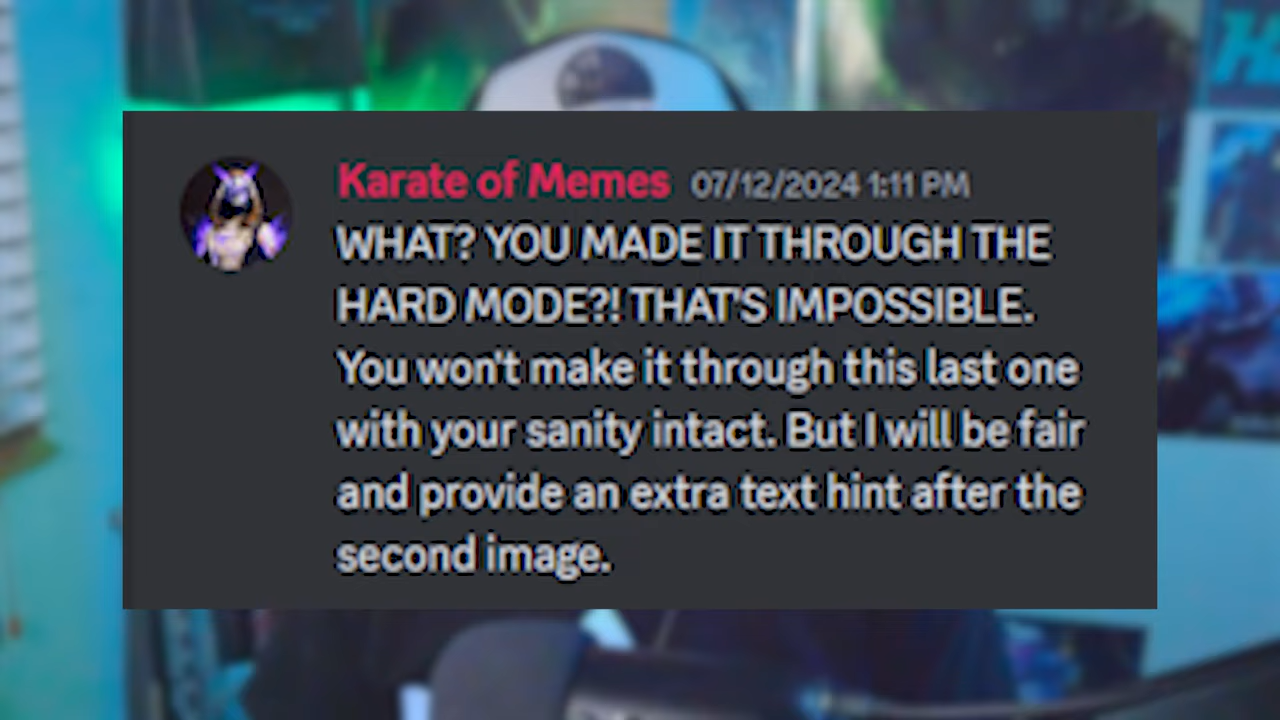 Karate of Memes 07/12/2024 1:11 PM
WHAT? YOU MADE IT THROUGH THE
HARD MODE?! THAT'S IMPOSSIBLE.
You won't make it through this last one
with your sanity intact. But I will be fair
and provide an extra text hint after the
second image.